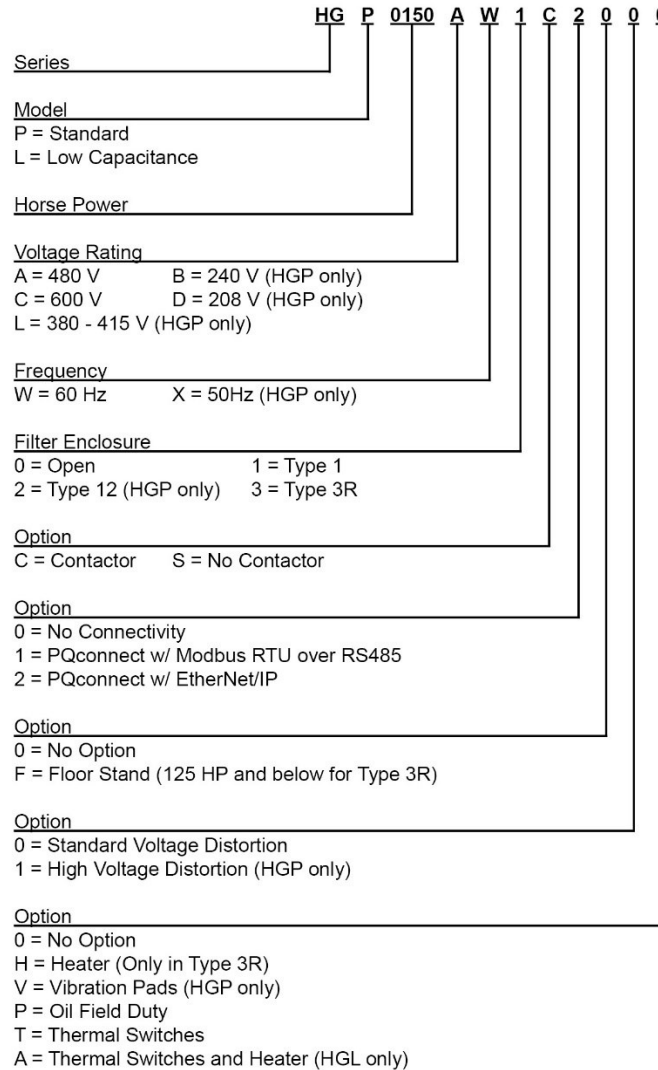 HG P 0150 A W 1 C 2 0 0
Series
Model
P = Standard
L = Low Capacitance
Horse Power
Voltage Rating
A = 480 V B = 240 V (HGP only)
C = 600 V D = 208 V (HGP only)
L = 380 - 415 V (HGP only)
Frequency
W = 60 Hz X = 50Hz (HGP only)
Filter Enclosure
0 = Open 1 = Type 1
2 = Type 12 (HGP only) 3 = Type 3R
Option
C = Contactor S = No Contactor
Option
0 = No Connectivity
1 = PQconnect w/ Modbus RTU over RS485
2 = PQconnect w/ EtherNet/IP
Option
0 = No Option
F = Floor Stand (125 HP and below for Type 3R)
Option
0 = Standard Voltage Distortion
1 = High Voltage Distortion (HGP only)
Option
0 = No Option
H = Heater (Only in Type 3R)
V = Vibration Pads (HGP only)
P = Oil Field Duty
T = Thermal Switches
A = Thermal Switches and Heater (HGL only)